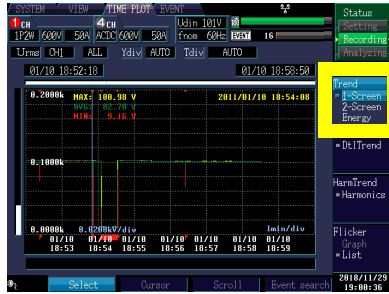 SYSTEM VIEW TIME PLOT EVENT
1 CH 4 CH Udin 101V
1P2W 600V 50A ACDC 600V 50A fnom 60Hz EVENT 16
Urms CH1 ALL Ydiv AUTO Tdiv AUTO
01/10 18:52:18 01/10 18:58:50
0.2000k MAX: 100.98 V 2011/01/10 18:54:08
AVG: 82.70 V
MIN: 9.16 V
0.1000k
0.0000k 0.0200kV/div 1min/div
01/10 01/10 01/10 01/10 01/10 01/10 01/10
18:53 18:54 18:55 18:56 18:57 18:58 18:59
Select Cursor Scroll Event search
Status
Setting
Recording
Analyzing
Trend
1-Screen
2-Screen
Energy
DtlTrend
HarmTrend
Harmonics
Flicker
Graph
List
2018/11/29
19:00:36